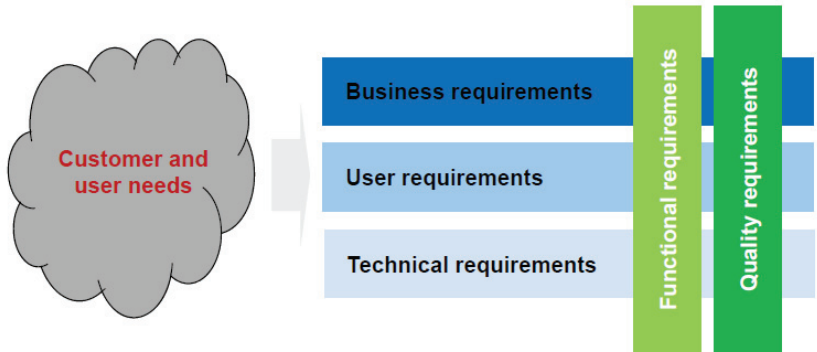 Customer and
user needs
Business requirements
User requirements
Technical requirements
Functional requirements
Quality requirements